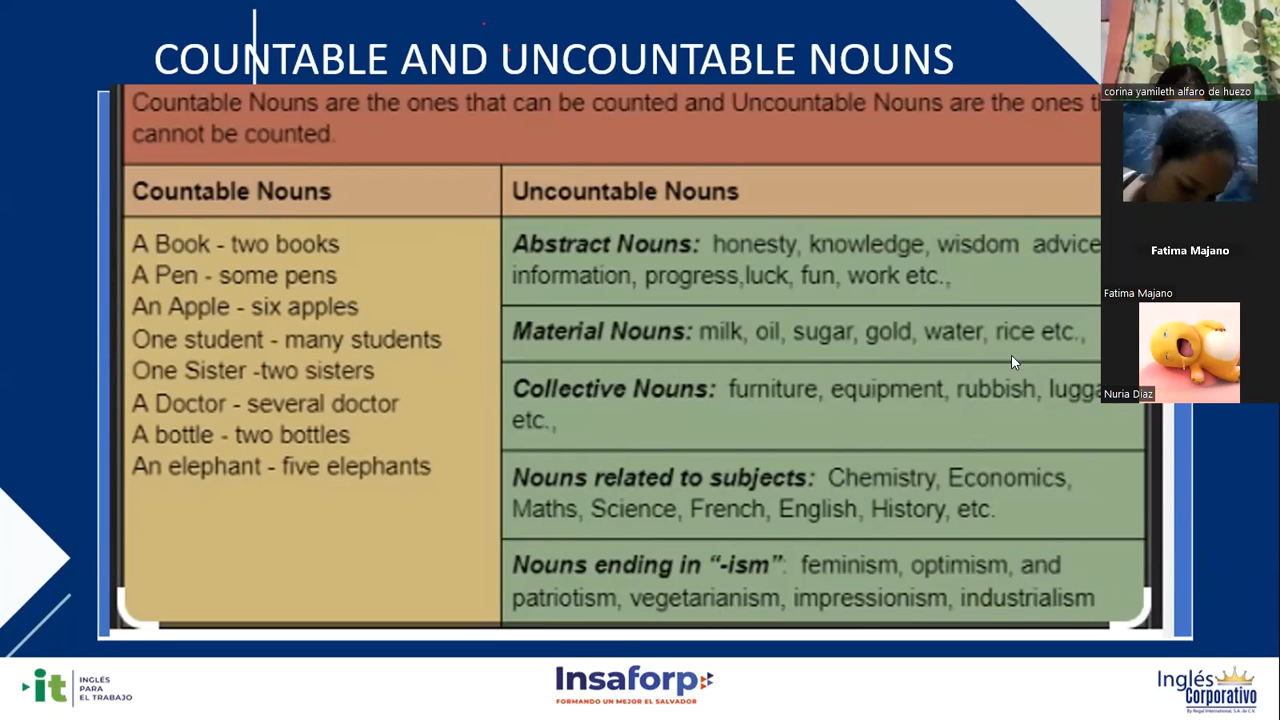 COUNTABLE AND UNCOUNTABLE NOUNS
Countable Nouns are the ones that can be counted and Uncountable Nouns are the ones
cannot be counted.
Countable Nouns
Uncountable Nouns
A Book - two books
A Pen - some pens
An Apple - six apples
One student - many students
One Sister -two sisters
A Doctor - several doctor
A bottle - two bottles
An elephant - five elephants
Abstract Nouns: honesty, knowledge, wisdom advice
information, progress,luck, fun, work etc.,
Material Nouns: milk, oil, sugar, gold, water, rice etc.,
Collective Nouns: furniture, equipment, rubbish,
etc.,
Nouns related to subjects: Chemistry, Economics,
Maths, Science, French, English, History, etc.
Nouns ending in “-ism”: feminism, optimism, and
patriotism, vegetarianism, impressionism, industrialism
corina yamileth alfaro de huezo
Fatima Majano
Fatima Majano
Nuria Diaz
it
INGLÉS
PARA
EL TRABAJO
Insaforp
FORMANDO UN MEJOR EL SALVADOR
Inglés
Corporativo
By Regal International, S.A. de C.V.